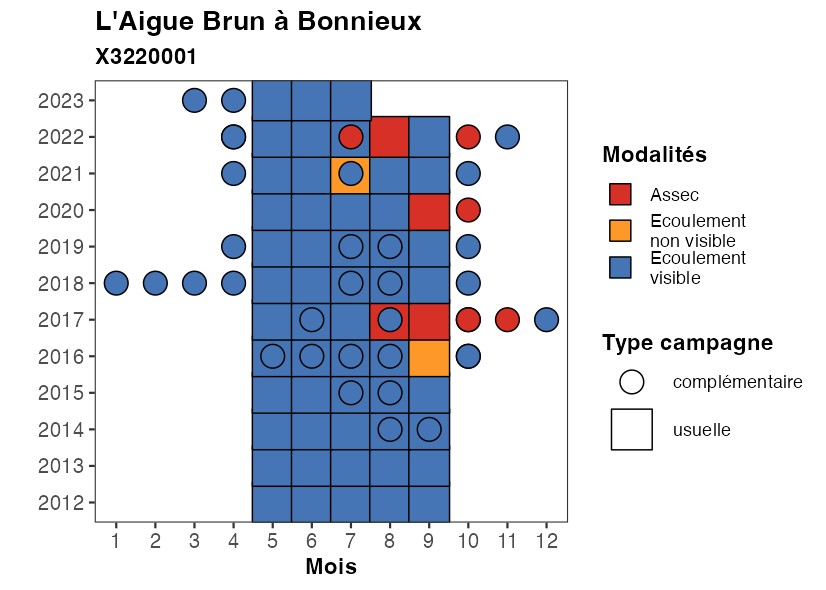 L'Aigue Brun à Bonnieux
X3220001
2023
2022
2021
2020
2019
2018
2017
2016
2015
2014
2013
2012
1 2 3 4 5 6 7 8 9 10 11 12
Mois
Modalités
Assec
Ecoulement
non visible
Ecoulement
visible
Type campagne
complémentaire
usuelle